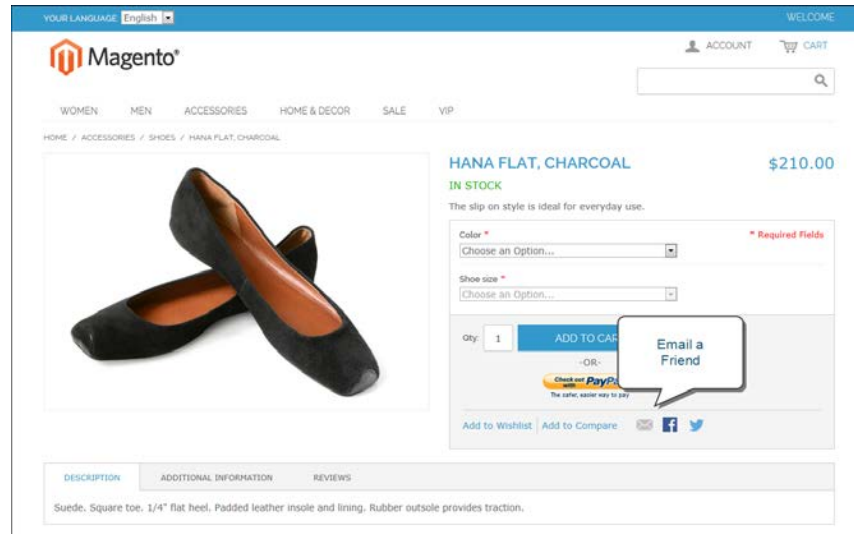 YOUR LANGUAGE English WELCOME
Magento®
ACCOUNT CART
WOMEN MEN ACCESSORIES HOME & DECOR SALE VIP
HOME / ACCESSORIES / SHOES / HANA FLAT, CHARCOAL
HANA FLAT, CHARCOAL $210.00
IN STOCK
The slip on style is ideal for everyday use.
Color * * Required Fields
Choose an Option...
Shoe size *
Choose an Option...
Qty: 1 ADD TO CAR
Email a
Friend
-OR-
Check out with PayPa
The safer, easier way to pay
Add to Wishlist Add to Compare
DESCRIPTION ADDITIONAL INFORMATION REVIEWS
Suede. Square toe. 1/4" flat heel. Padded leather insole and lining. Rubber outsole provides traction.